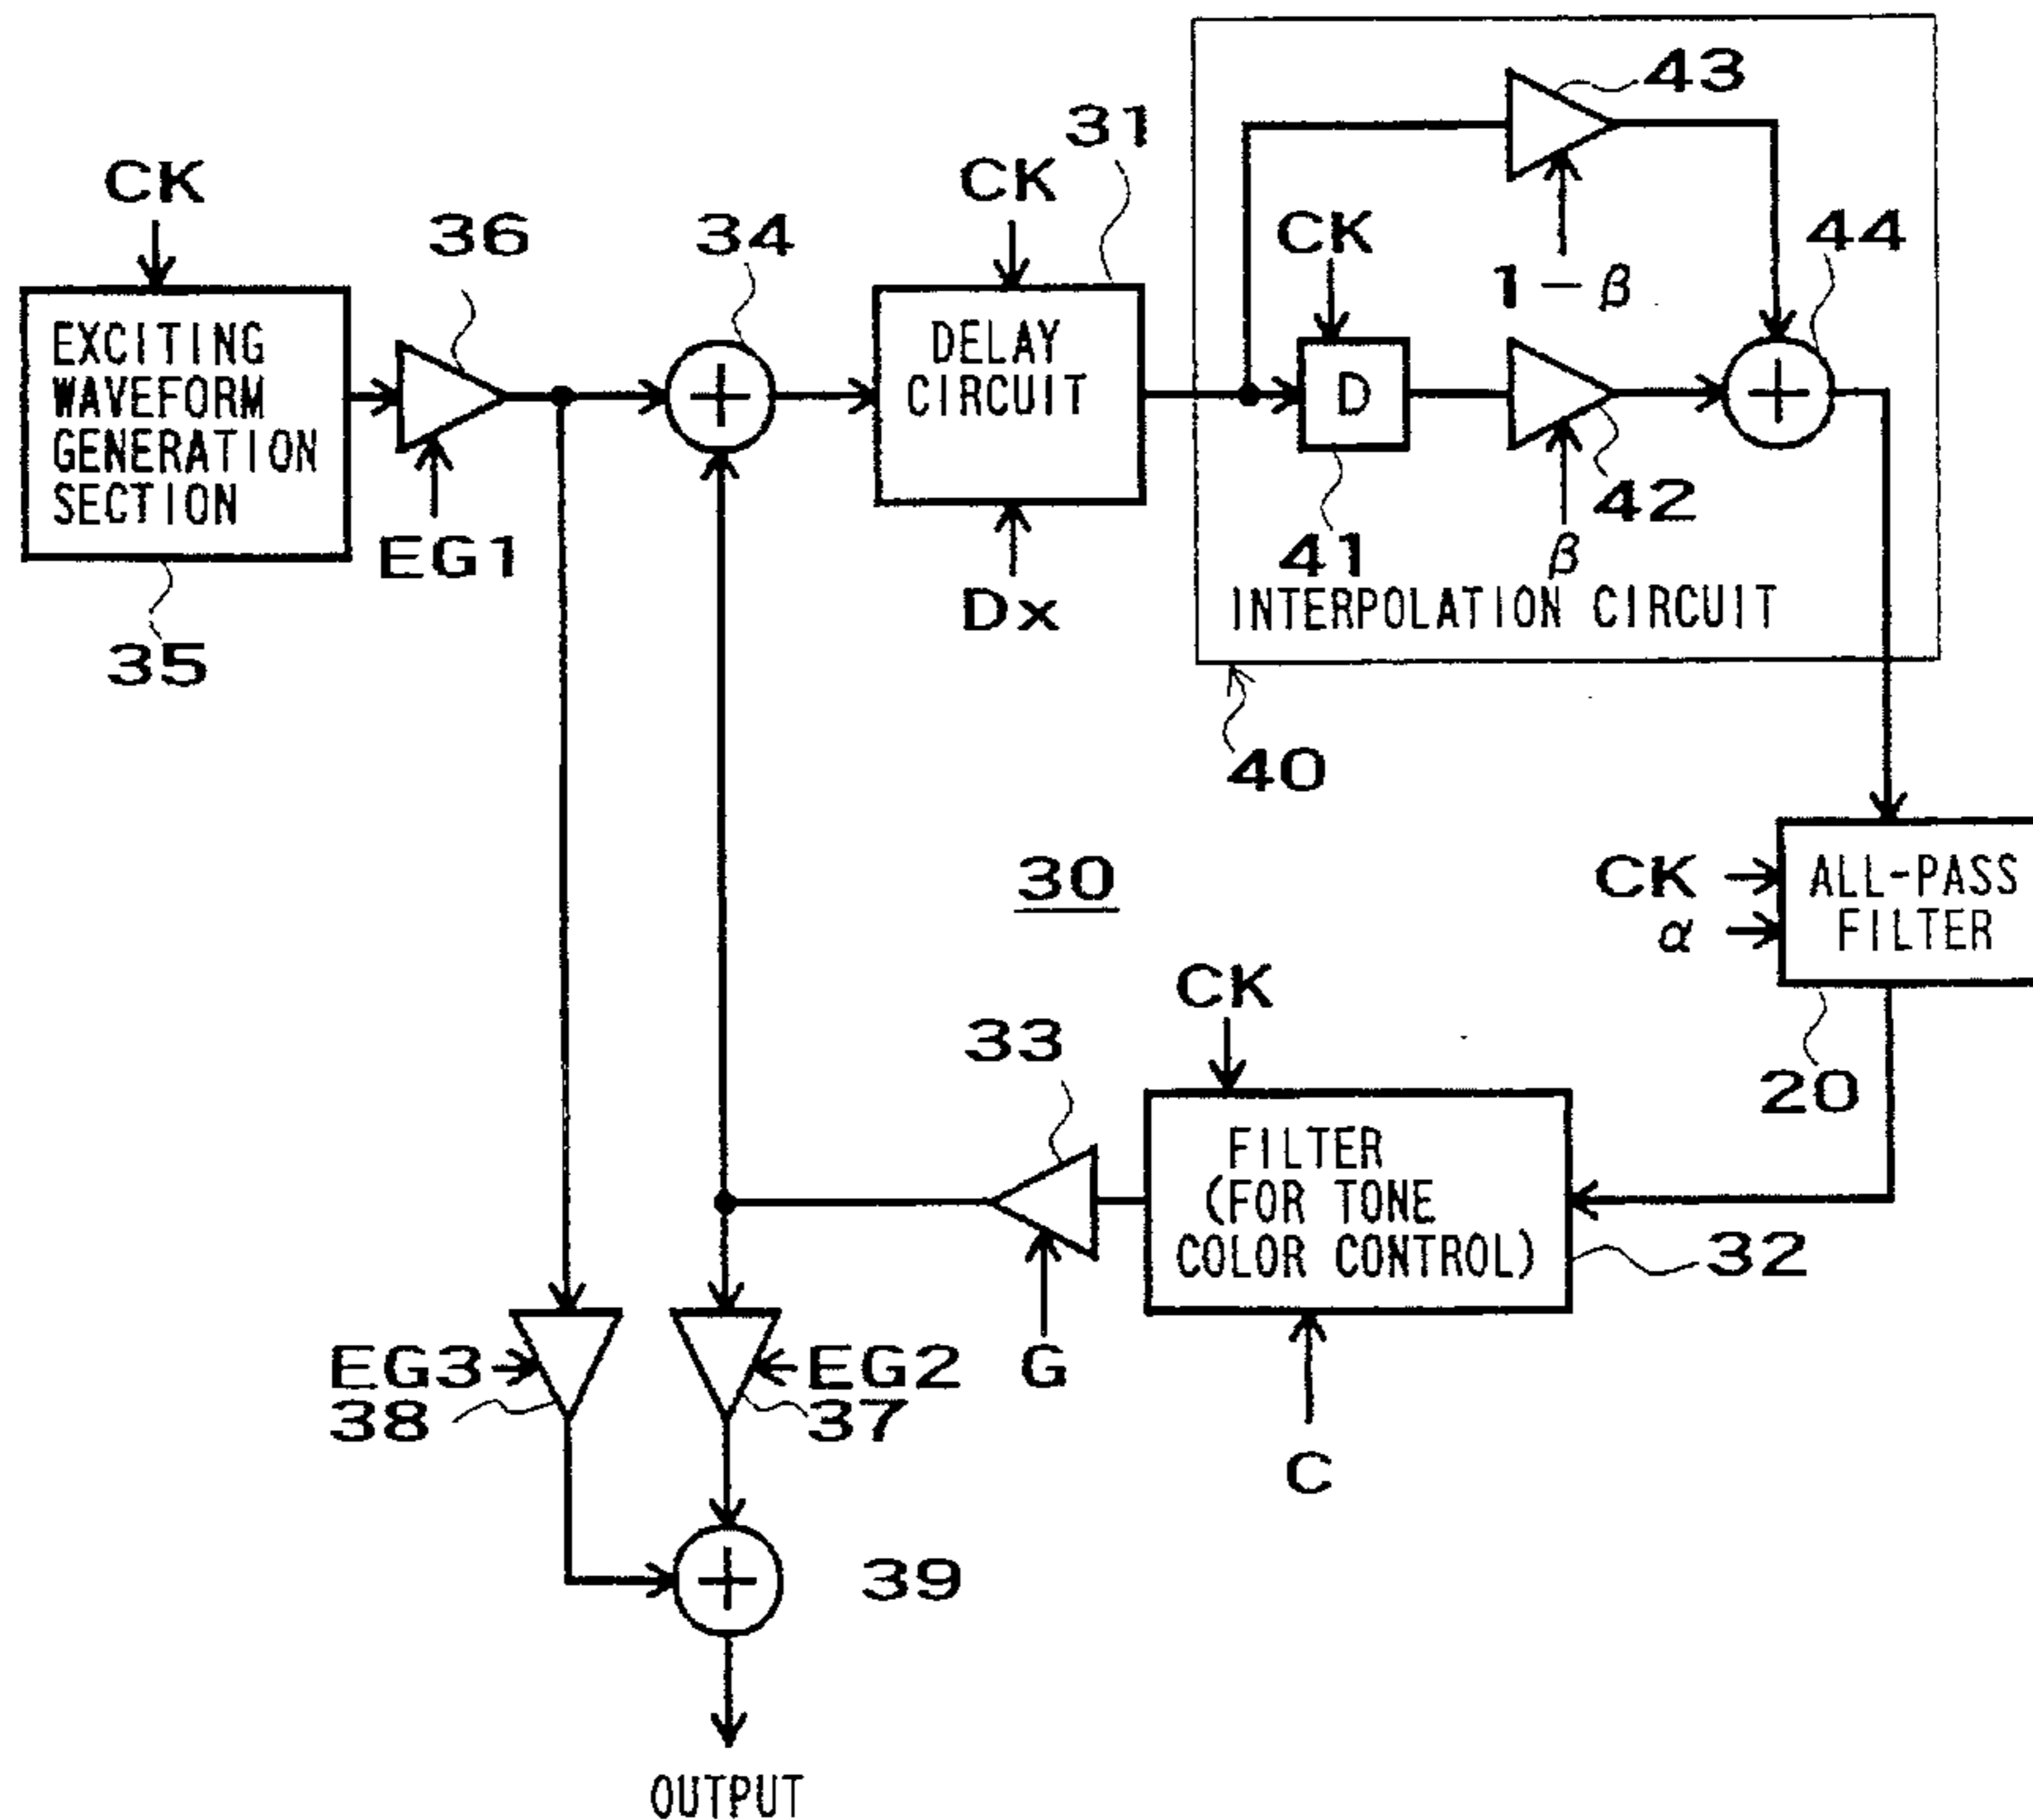 31
43
CK
36
34
CK
CK
44
1-β
EXCITING
WAVEFORM
GENERATION
SECTION
DELAY
CIRCUIT
D
42
EG1
41
β
Dx
INTERPOLATION CIRCUIT
35
40
30
CK
α
ALL-PASS
FILTER
CK
33
20
FILTER
(FOR TONE
COLOR CONTROL)
32
EG3
EG2
G
38
37
C
39
OUTPUT